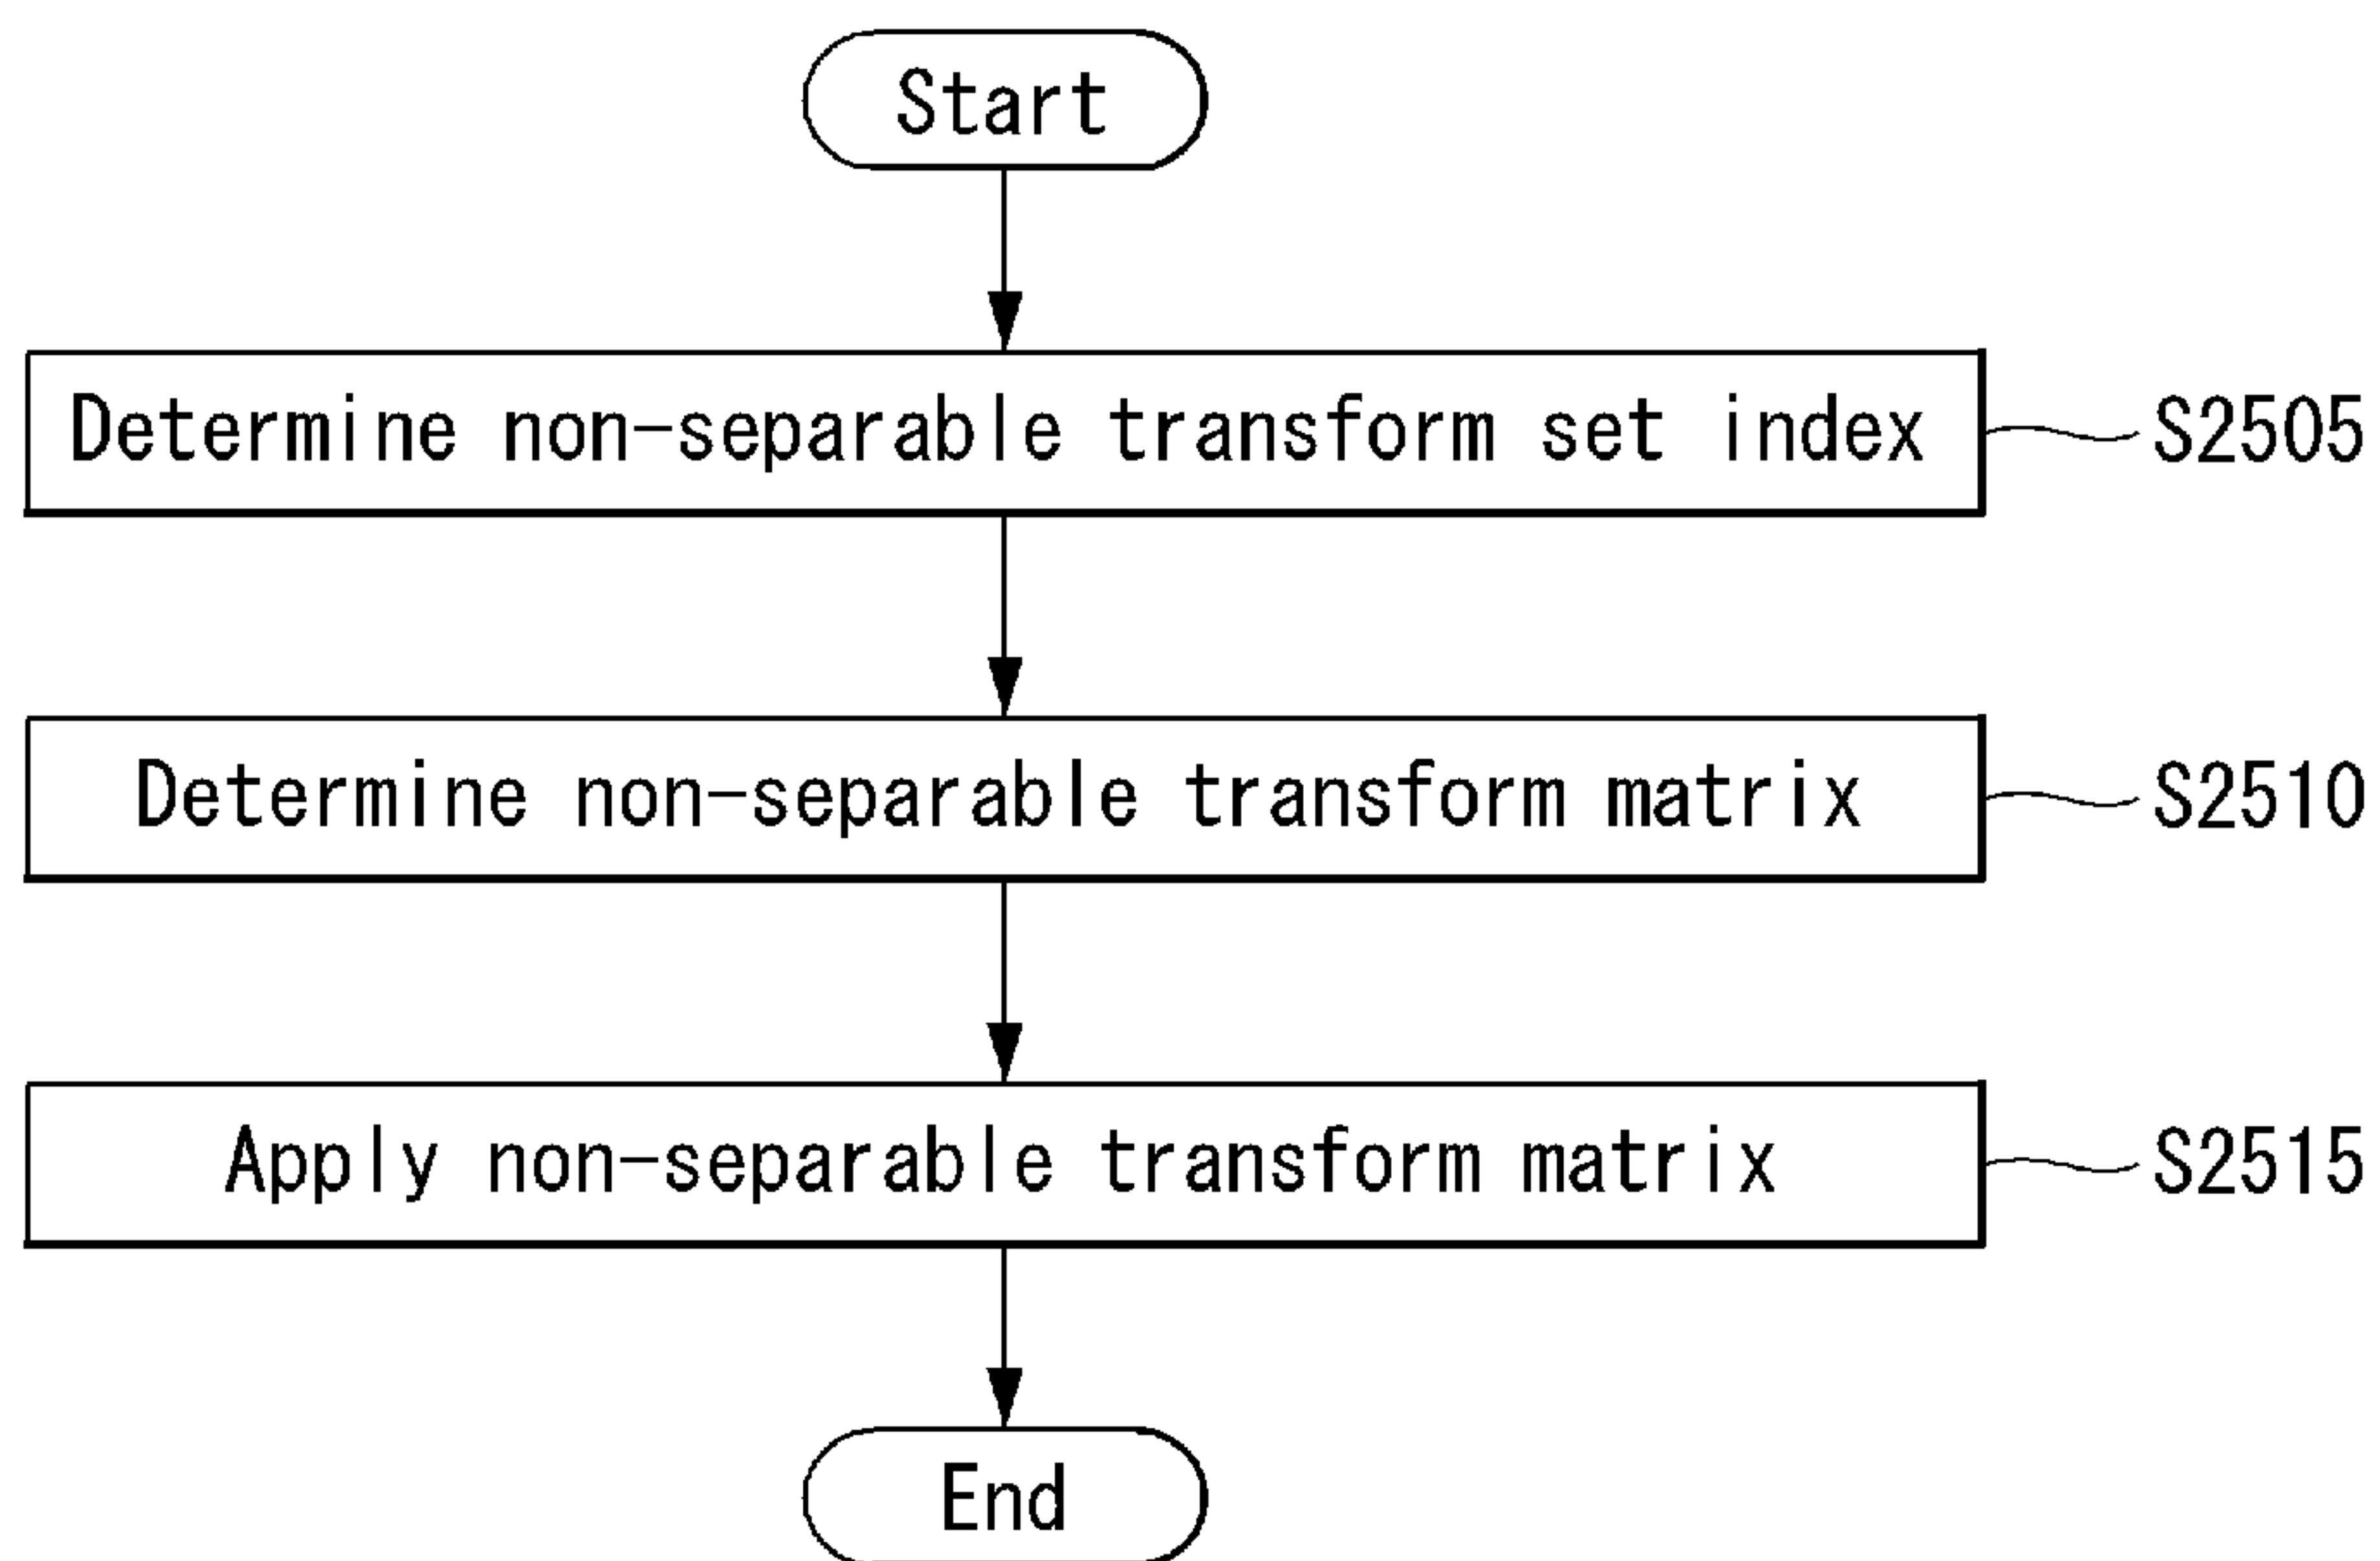 Start
Determine non-separable transform set index
S2505
Determine non-separable transform matrix
S2510
Apply non-separable transform matrix
S2515
End